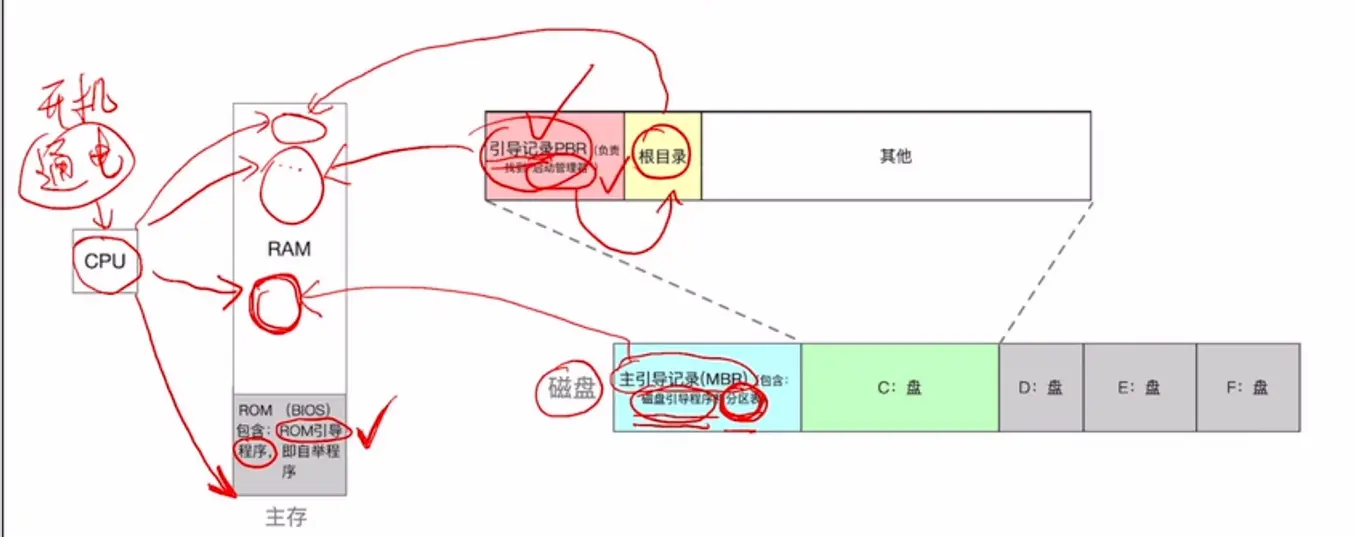 开机
通电
CPU
RAM
ROM （BIOS）
包含：ROM引导
程序，即自举程
序
主存
引导记录PBR（负责
找到“启动管理器”）
根目录
其他
磁盘
主引导记录(MBR)（包含：
磁盘引导程序 分区表
C：盘
D：盘
E：盘
F：盘